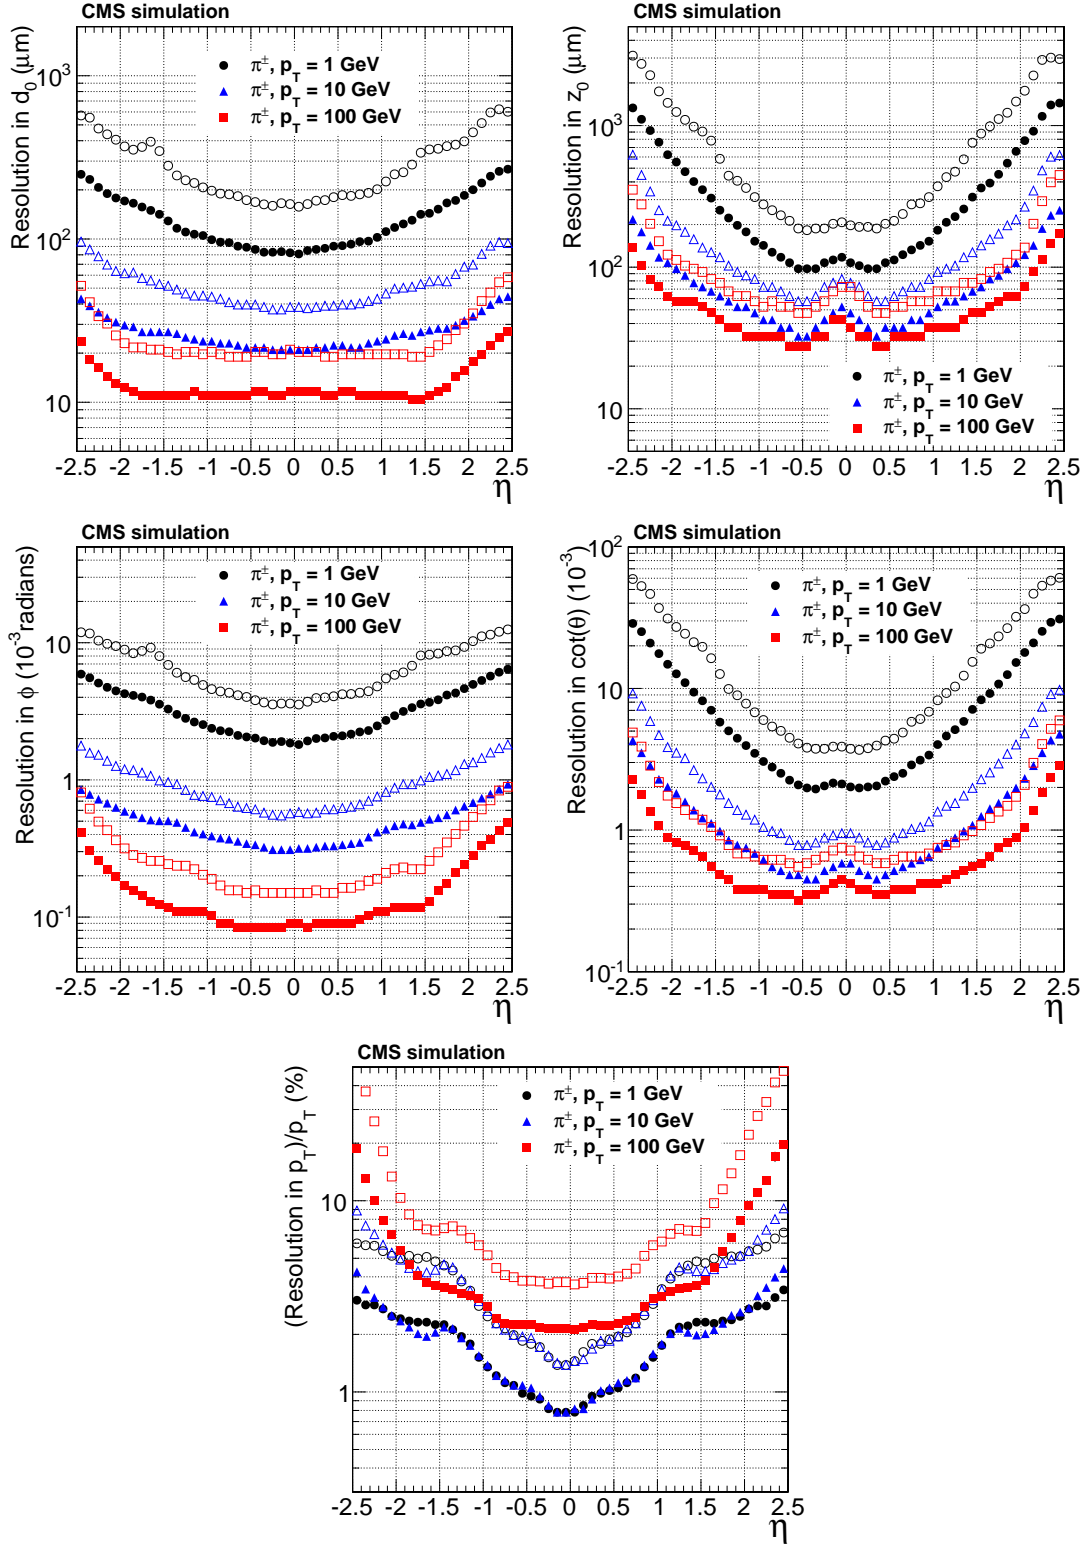 CMS simulation
Resolution in d0 (μm)
10³
10²
10
π±, pT = 1 GeV
π±, pT = 10 GeV
π±, pT = 100 GeV
-2.5 -2 -1.5 -1 -0.5 0 0.5 1 1.5 2 2.5
η
CMS simulation
Resolution in z0 (μm)
10³
10²
10
π±, pT = 1 GeV
π±, pT = 10 GeV
π±, pT = 100 GeV
-2.5 -2 -1.5 -1 -0.5 0 0.5 1 1.5 2 2.5
η
CMS simulation
Resolution in ϕ (10⁻³radians)
10
1
10⁻¹
π±, pT = 1 GeV
π±, pT = 10 GeV
π±, pT = 100 GeV
-2.5 -2 -1.5 -1 -0.5 0 0.5 1 1.5 2 2.5
η
CMS simulation
Resolution in cot(θ) (10⁻³)
10²
10
1
10⁻¹
π±, pT = 1 GeV
π±, pT = 10 GeV
π±, pT = 100 GeV
-2.5 -2 -1.5 -1 -0.5 0 0.5 1 1.5 2 2.5
η
CMS simulation
(Resolution in pT)/pT (%)
10
1
π±, pT = 1 GeV
π±, pT = 10 GeV
π±, pT = 100 GeV
-2.5 -2 -1.5 -1 -0.5 0 0.5 1 1.5 2 2.5
η